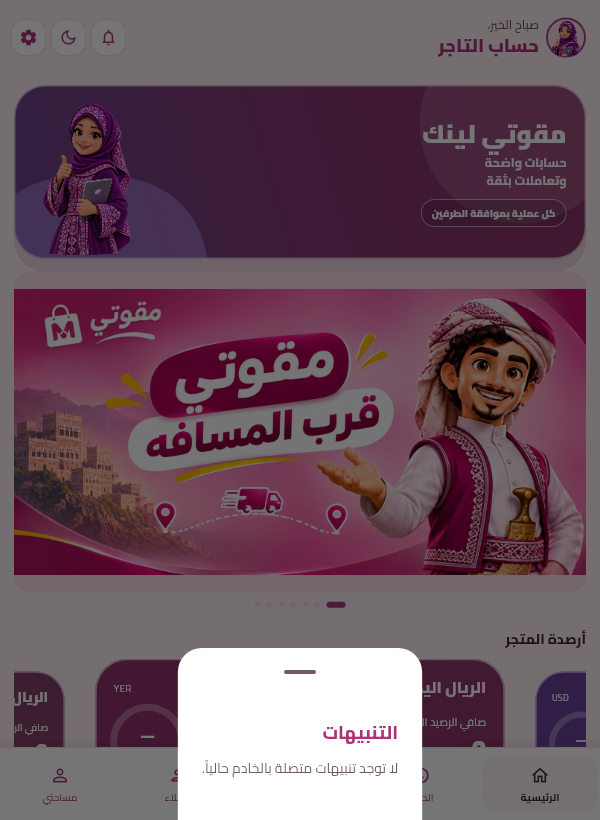 صباح الخير،
حساب التاجر
مقوتي لينك
حسابات واضحة
وتعاملات بثقة
كل عملية بموافقة الطرفين
مقوتي
مقوتي
قرب المسافه
أرصدة المتجر
USD
الريال
صافي الرصيد
YER
الريال
صافي
التنبيهات
لا توجد تنبيهات متصلة بالخادم حالياً.
الرئيسية
مساحتي